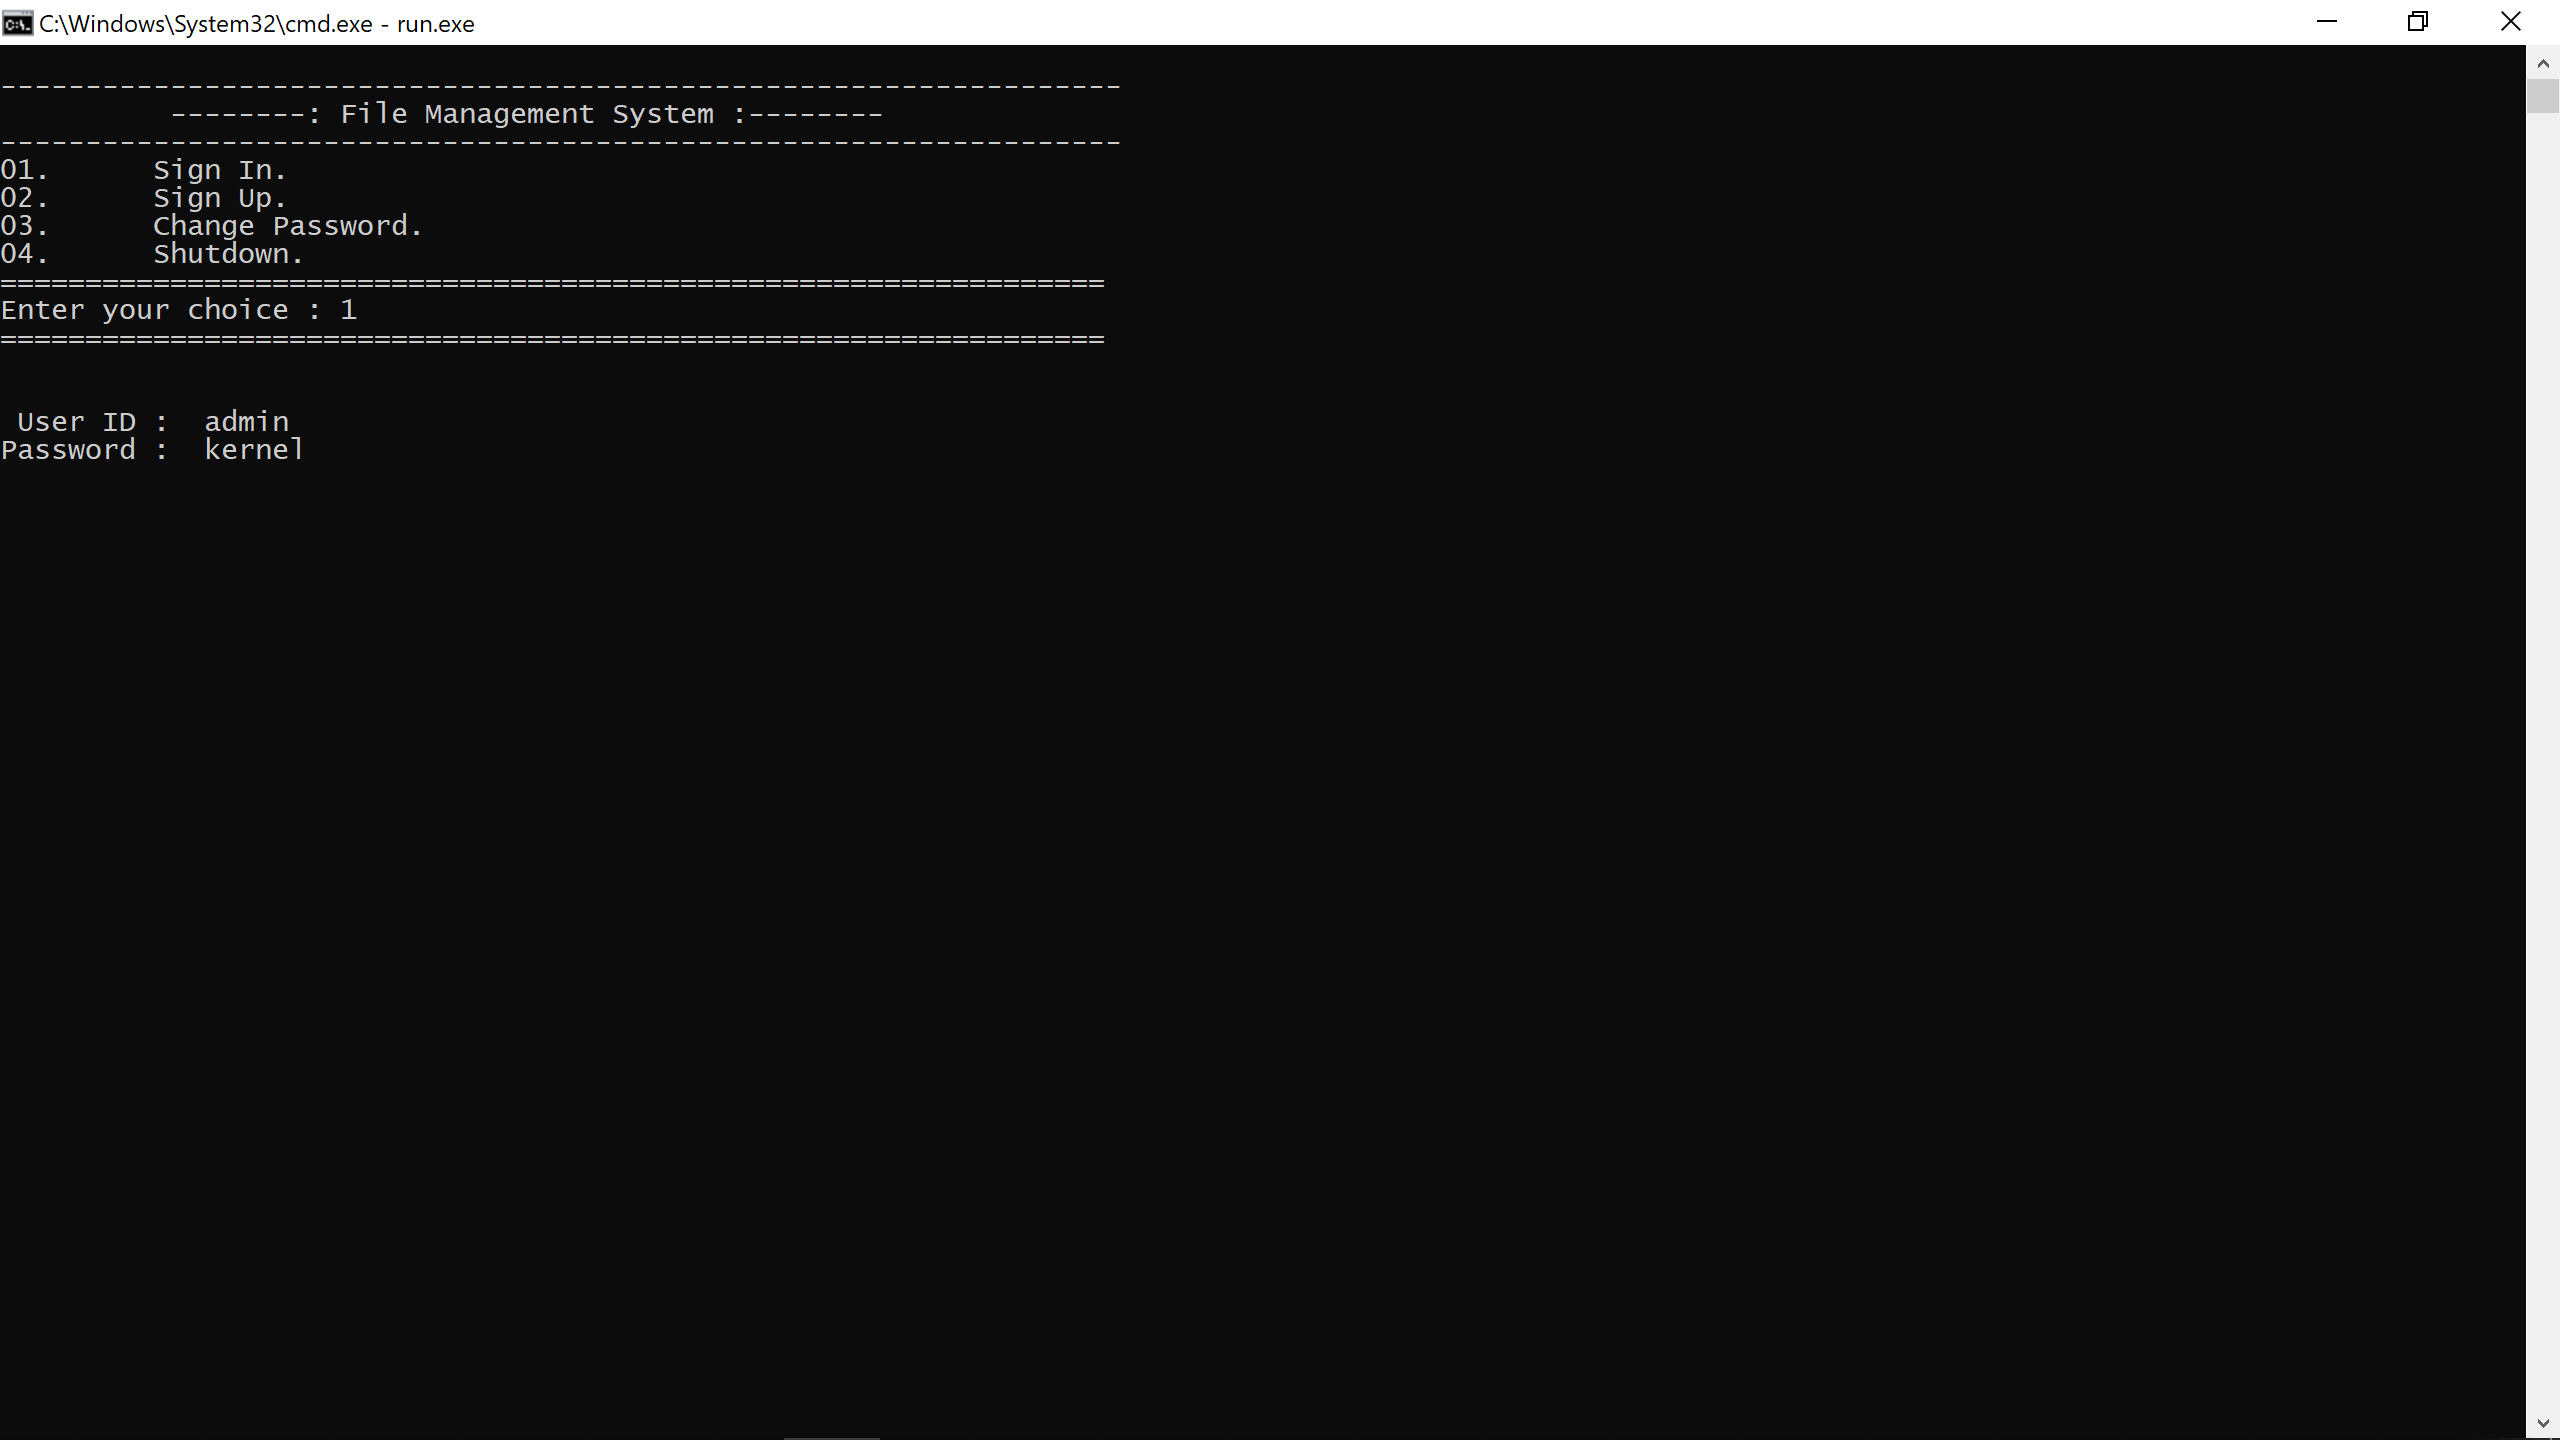 C:\Windows\System32\cmd.exe - run.exe
------------------------------------------------------------------
--------: File Management System :--------
------------------------------------------------------------------
01. Sign In.
02. Sign Up.
03. Change Password.
04. Shutdown.
=================================================================
Enter your choice : 1
=================================================================
User ID : admin
Password : kernel